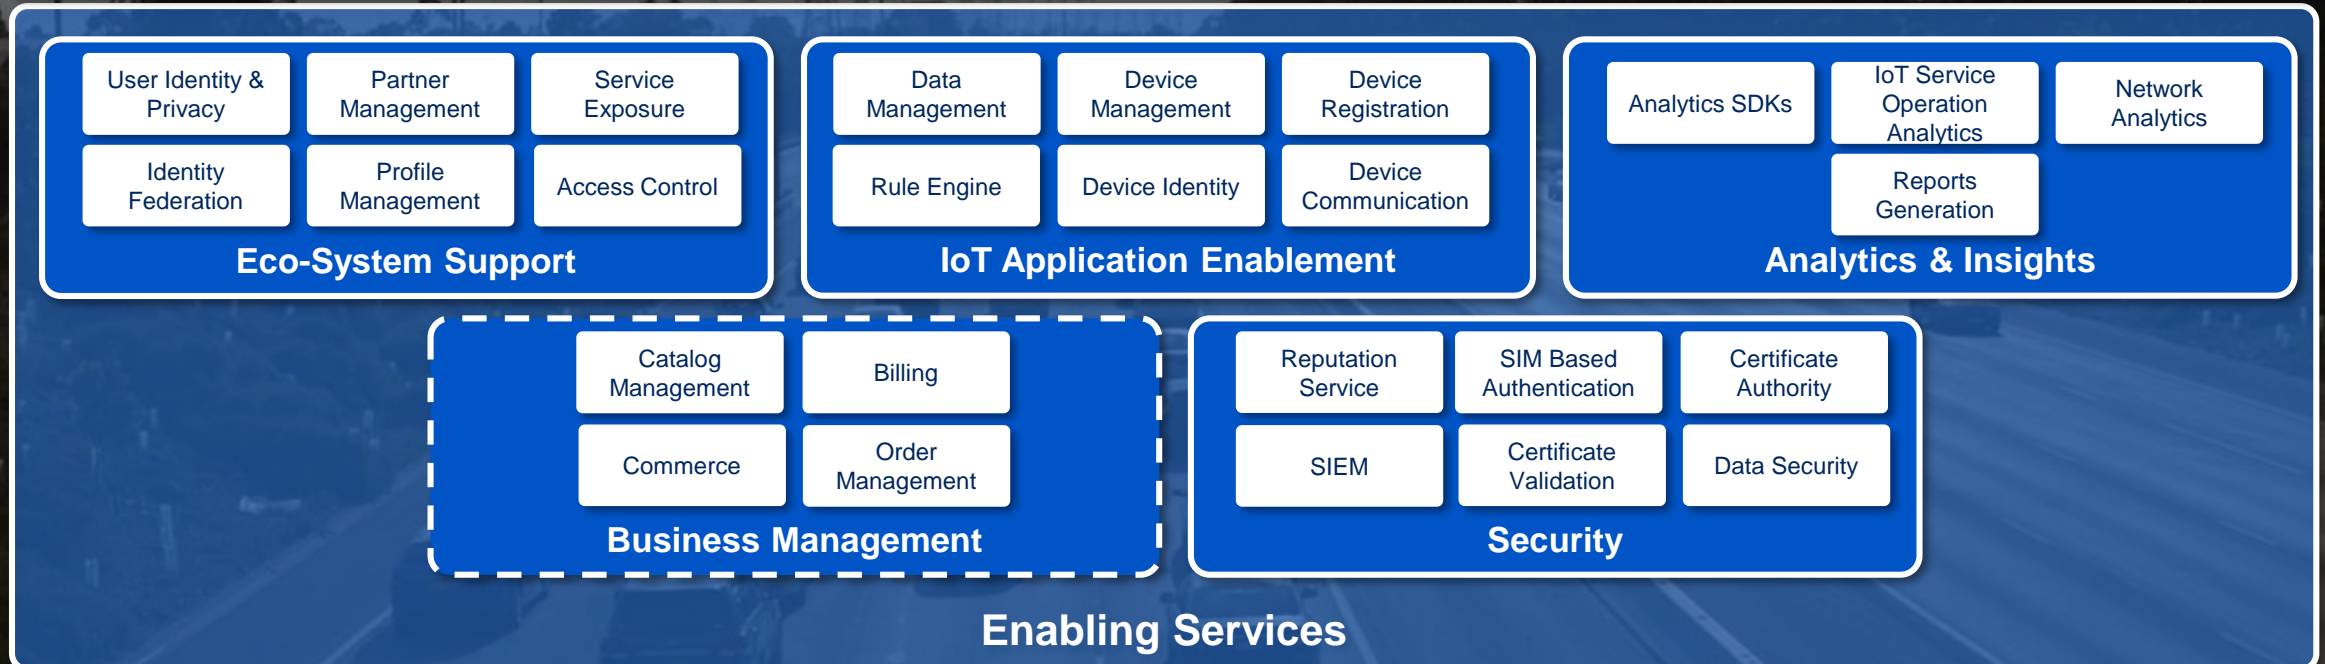 User Identity &
Privacy
Partner
Management
Service
Exposure
Identity
Federation
Profile
Management
Access Control
Eco-System Support
Data
Management
Device
Management
Device
Registration
Rule Engine
Device Identity
Device
Communication
IoT Application Enablement
Analytics SDKs
IoT Service
Operation
Analytics
Network
Analytics
Reports
Generation
Analytics & Insights
Catalog
Management
Billing
Commerce
Order
Management
Business Management
Reputation
Service
SIM Based
Authentication
Certificate
Authority
SIEM
Certificate
Validation
Data Security
Security
Enabling Services